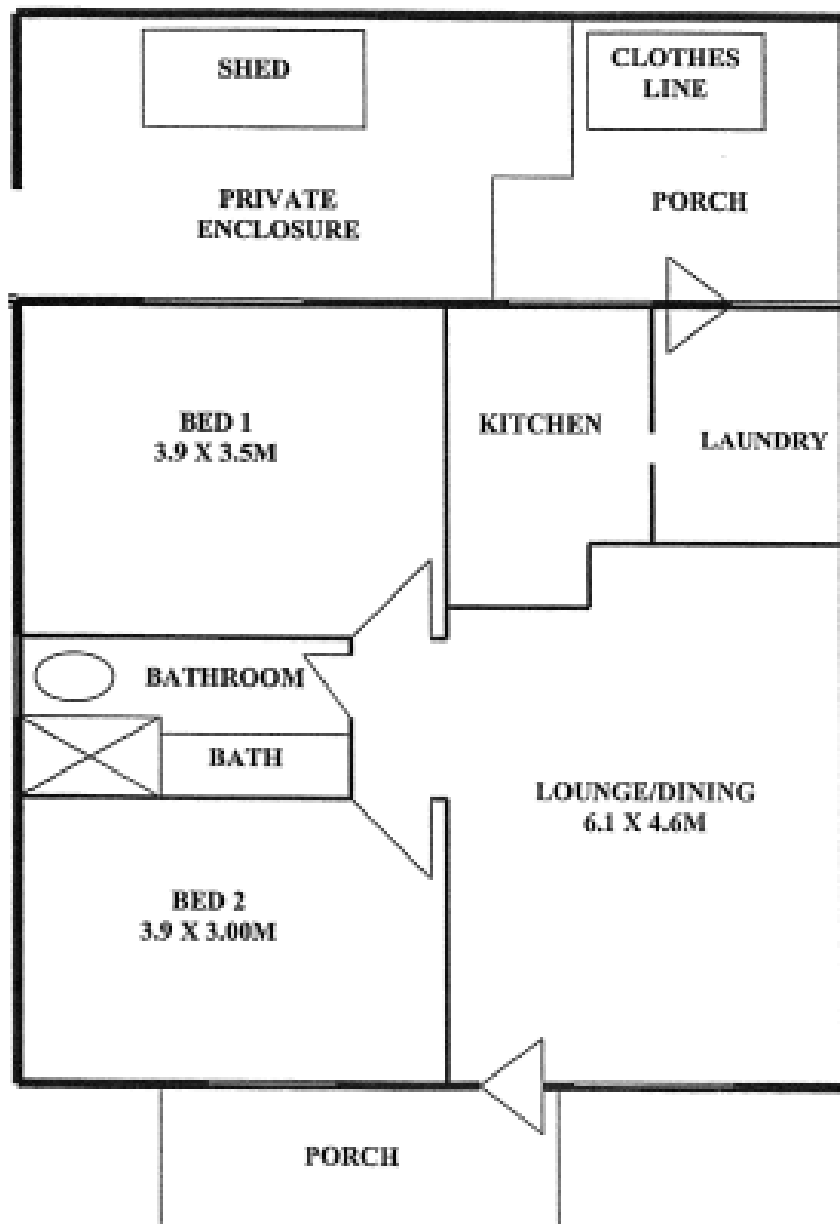 SHED
CLOTHES
LINE
PRIVATE
ENCLOSURE
PORCH
BED 1
3.9 X 3.5M
KITCHEN
LAUNDRY
BATHROOM
BATH
LOUNGE/DINING
6.1 X 4.6M
BED 2
3.9 X 3.00M
PORCH